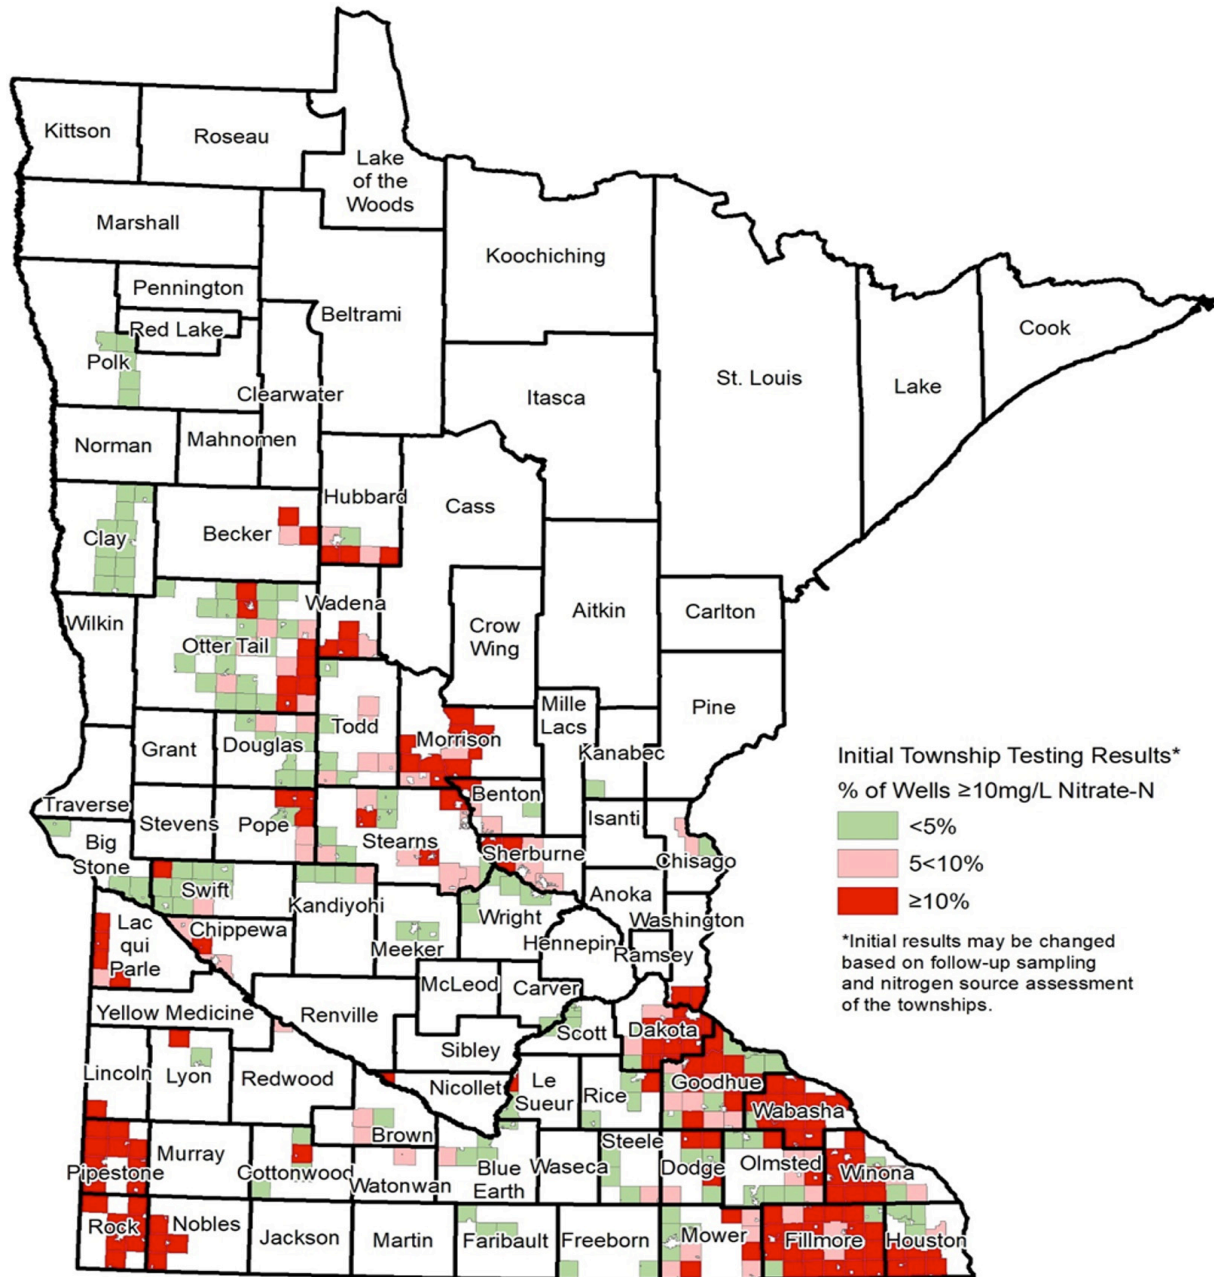 Kittson
Roseau
Lake
of the
Woods
Marshall
Koochiching
Pennington
Beltrami
Red Lake
Cook
Polk
St. Louis
Lake
Clearwater
Itasca
Norman
Mahnomen
Hubbard
Cass
Clay
Becker
Wadena
Aitkin
Carlton
Wilkin
Crow
Wing
Otter Tail
Mille
Lacs
Pine
Todd
Morrison
Grant
Douglas
Kanabec
Initial Township Testing Results*
% of Wells ≥10mg/L Nitrate-N
<5%
5<10%
≥10%
*Initial results may be changed
based on follow-up sampling
and nitrogen source assessment
of the townships.
Traverse
Benton
Stevens
Pope
Isanti
Big
Stone
Stearns
Sherburne
Chisago
Swift
Anoka
Kandiyohi
Wright
Washington
Lac
qui
Parle
Chippewa
Meeker
Hennepin
Ramsey
McLeod
Carver
Yellow Medicine
Renville
Scott
Dakota
Sibley
Lincoln
Lyon
Redwood
Nicollet
Le
Sueur
Rice
Goodhue
Wabasha
Brown
Murray
Steele
Pipestone
Cottonwood
Watonwan
Blue
Earth
Waseca
Dodge
Olmsted
Winona
Rock
Nobles
Jackson
Martin
Faribault
Freeborn
Mower
Fillmore
Houston